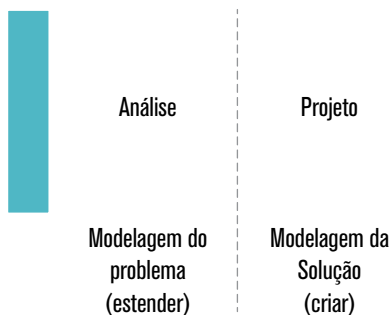 Análise
Projeto
Modelagem do
problema
(estender)
Modelagem da
Solução
(criar)